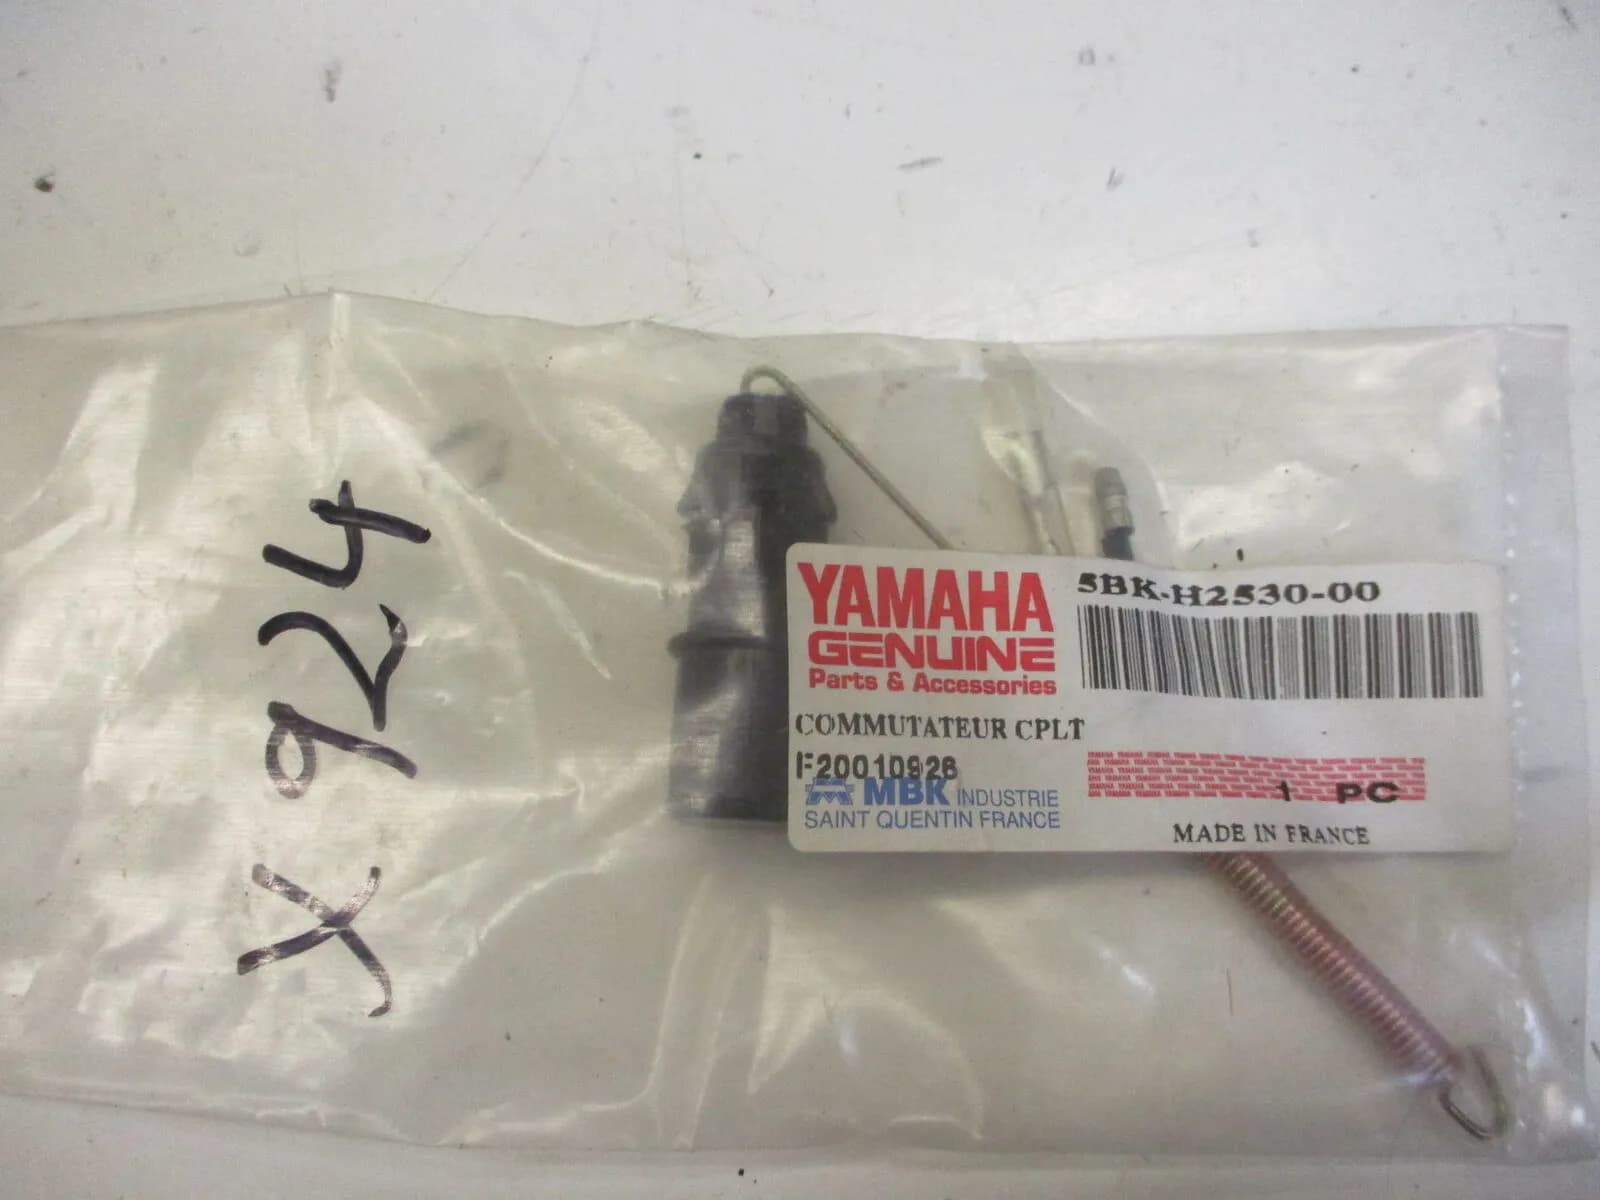 X924
YAMAHA
GENUINE
Parts & Accessories
5BK-H2530-00
COMMUTATEUR CPLT
F20010926
MBK INDUSTRIE
SAINT QUENTIN FRANCE
1 PC
MADE IN FRANCE